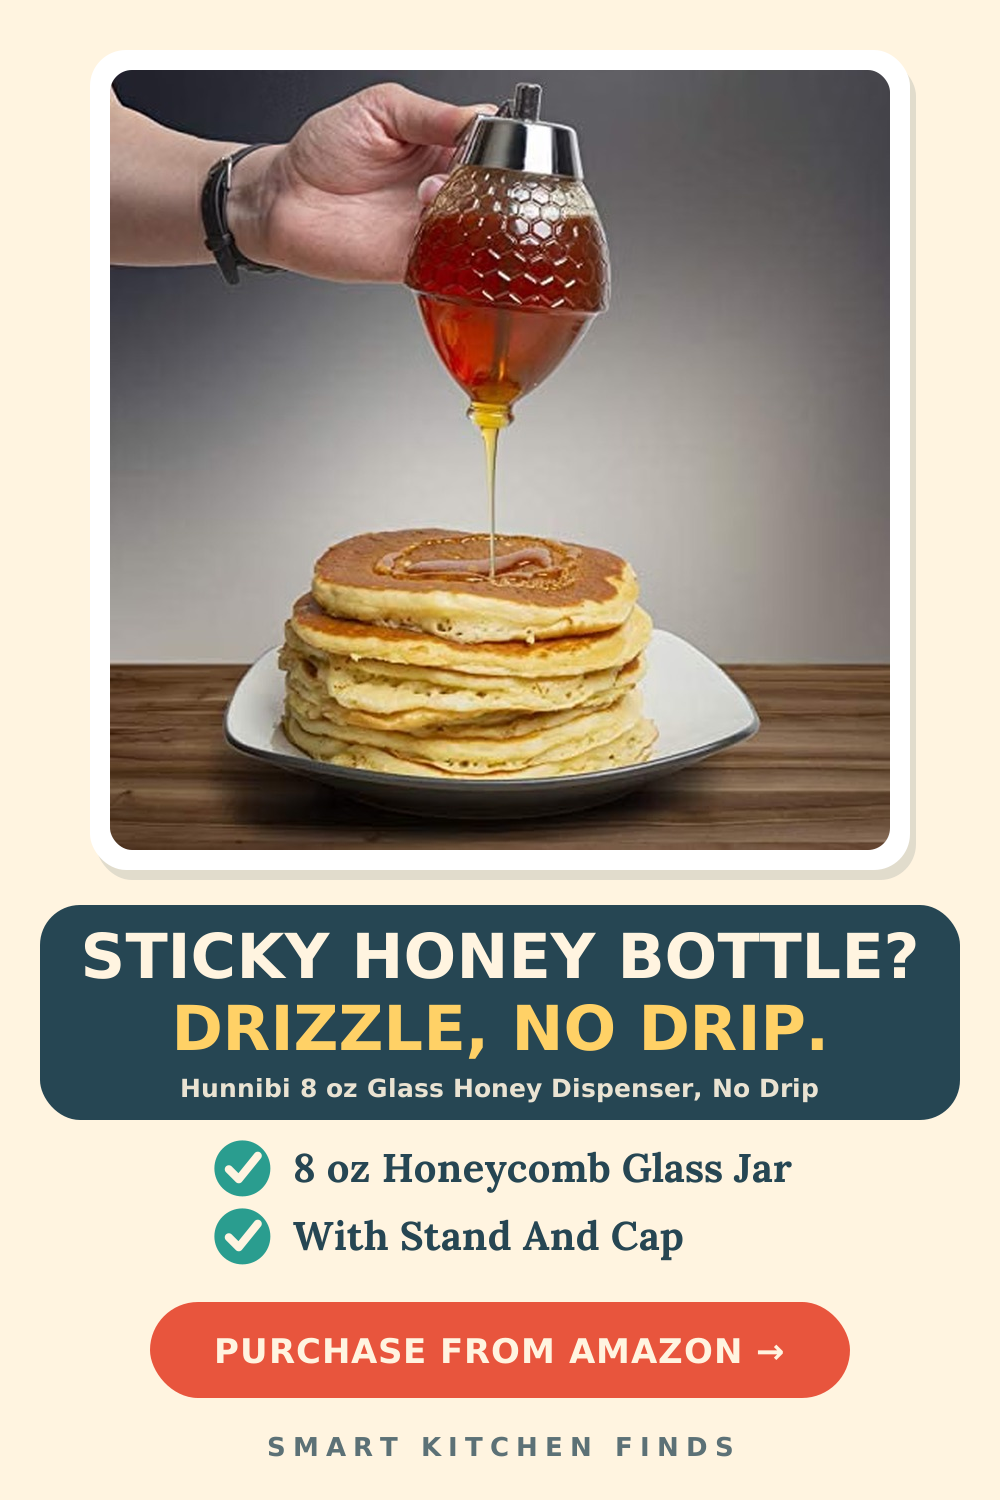 STICKY HONEY BOTTLE?
DRIZZLE, NO DRIP.
Hunnibi 8 oz Glass Honey Dispenser, No Drip
8 oz Honeycomb Glass Jar
With Stand And Cap
PURCHASE FROM AMAZON →
SMART KITCHEN FINDS